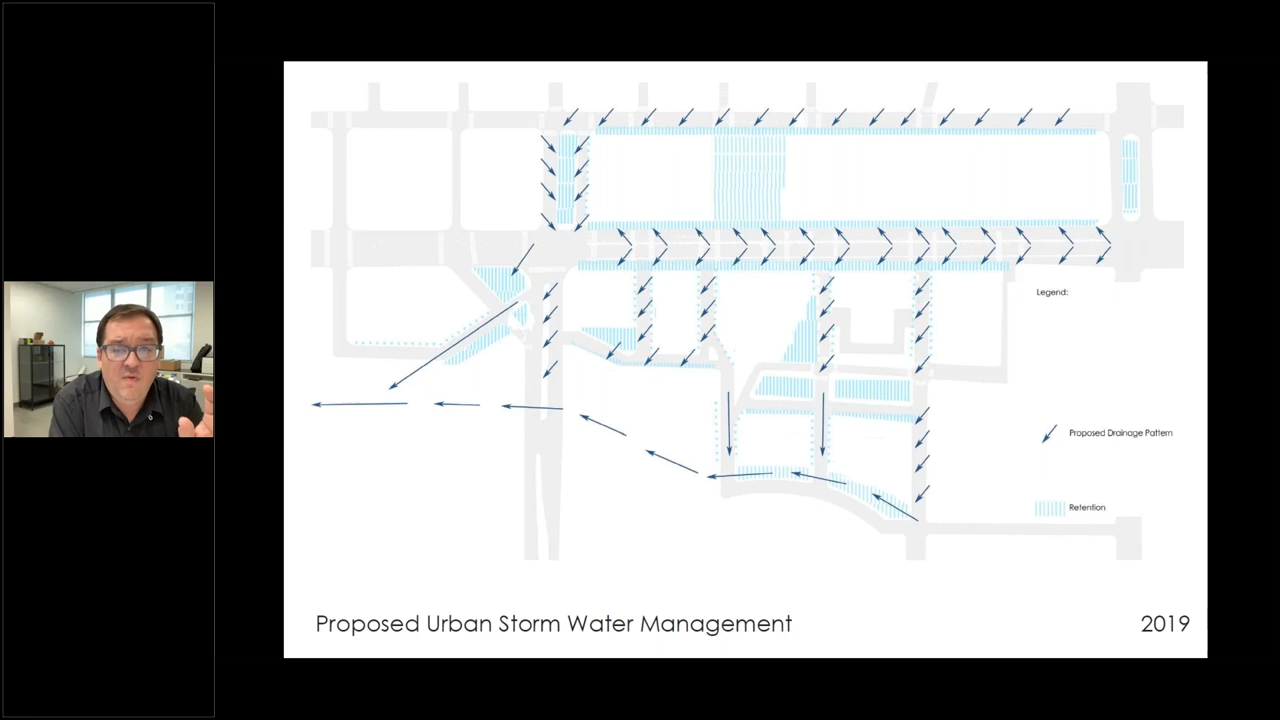 Legend:
Proposed Drainage Pattern
Retention
Proposed Urban Storm Water Management
2019